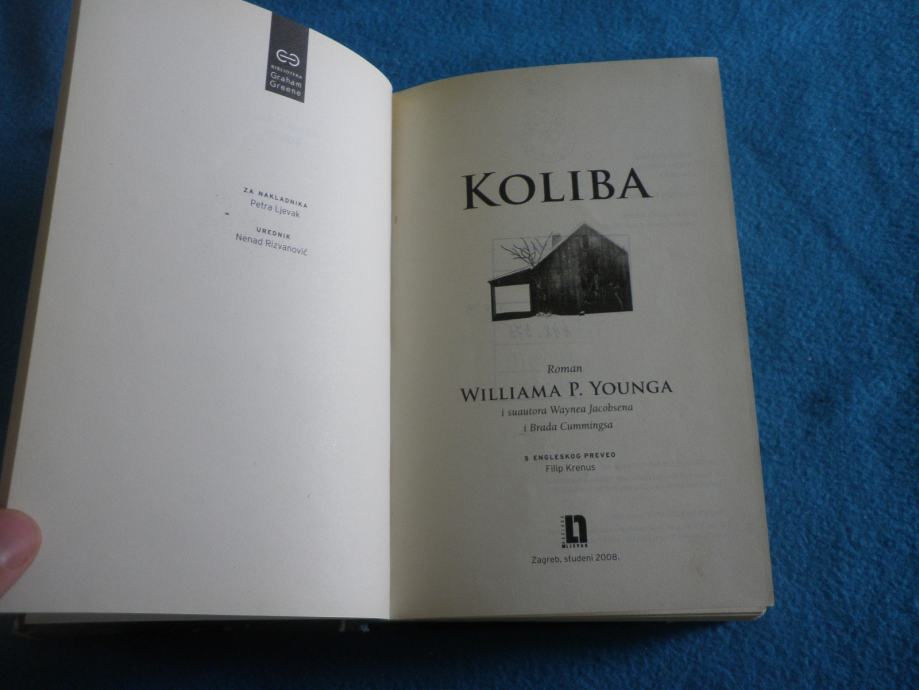 BIBLIOTEKA
Graham
Greene
ZA NAKLADNIKA
Petra Ljevak
UREDNIK
Nenad Rizvanović
KOLIBA
Roman
WILLIAMA P. YOUNGA
i suautora Waynea Jacobsena
i Brada Cummingsa
S ENGLESKOG PREVEO
Filip Krenus
LJEVAK
Zagreb, studeni 2008.